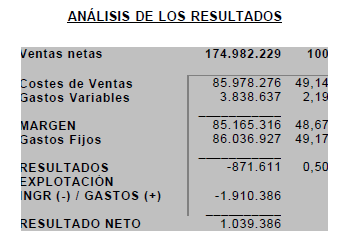 ANÁLISIS DE LOS RESULTADOS
Ventas netas 174.982.229 100
Costes de Ventas 85.978.276 49,14
Gastos Variables 3.838.637 2,19
MARGEN 85.165.316 48,67
Gastos Fijos 86.036.927 49,17
RESULTADOS -871.611 0,50
EXPLOTACIÓN
INGR (-) / GASTOS (+) -1.910.386
RESULTADO NETO 1.039.386